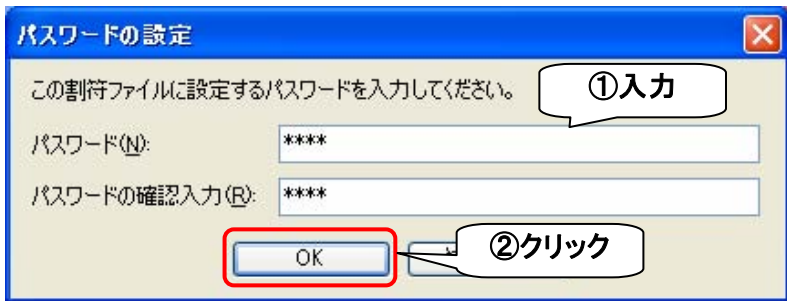 パスワードの設定
この割符ファイルに設定するパスワードを入力してください。
①入力
パスワード(N): ****
パスワードの確認入力(R): ****
OK
②クリック